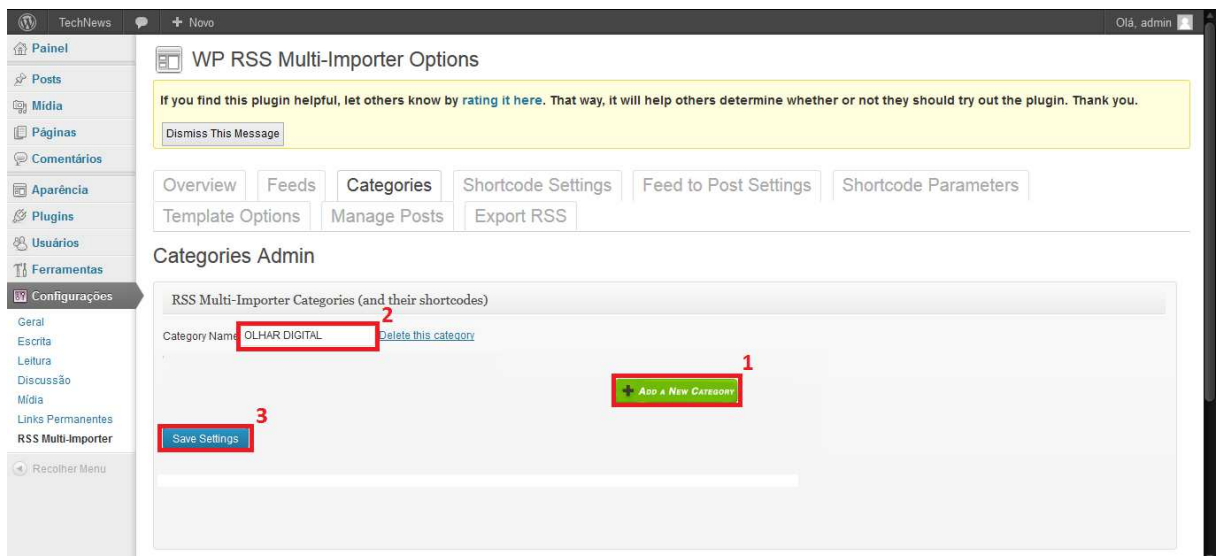 TechNews + Novo Olá, admin
Painel
Posts
Mídia
Páginas
Comentários
Aparência
Plugins
Usuários
Ferramentas
Configurações
Geral
Escrita
Leitura
Discussão
Mídia
Links Permanentes
RSS Multi-Importer
Recolher Menu
WP RSS Multi-Importer Options
If you find this plugin helpful, let others know by rating it here. That way, it will help others determine whether or not they should try out the plugin. Thank you.
Dismiss This Message
Overview Feeds Categories Shortcode Settings Feed to Post Settings Shortcode Parameters
Template Options Manage Posts Export RSS
Categories Admin
RSS Multi-Importer Categories (and their shortcodes)
2
Category Name OLHAR DIGITAL Delete this category
1
+ ADD A NEW CATEGORY
3
Save Settings